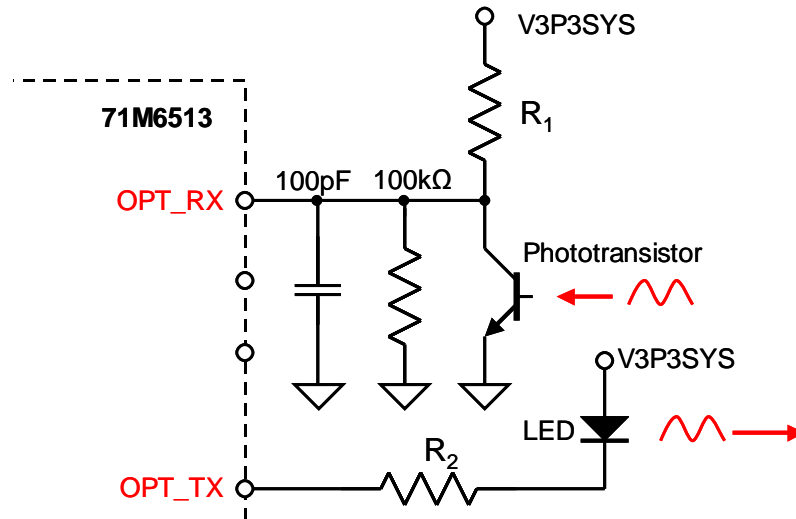 V3P3SYS
71M6513
R1
100pF
100kΩ
OPT_RX
Phototransistor
V3P3SYS
LED
R2
OPT_TX